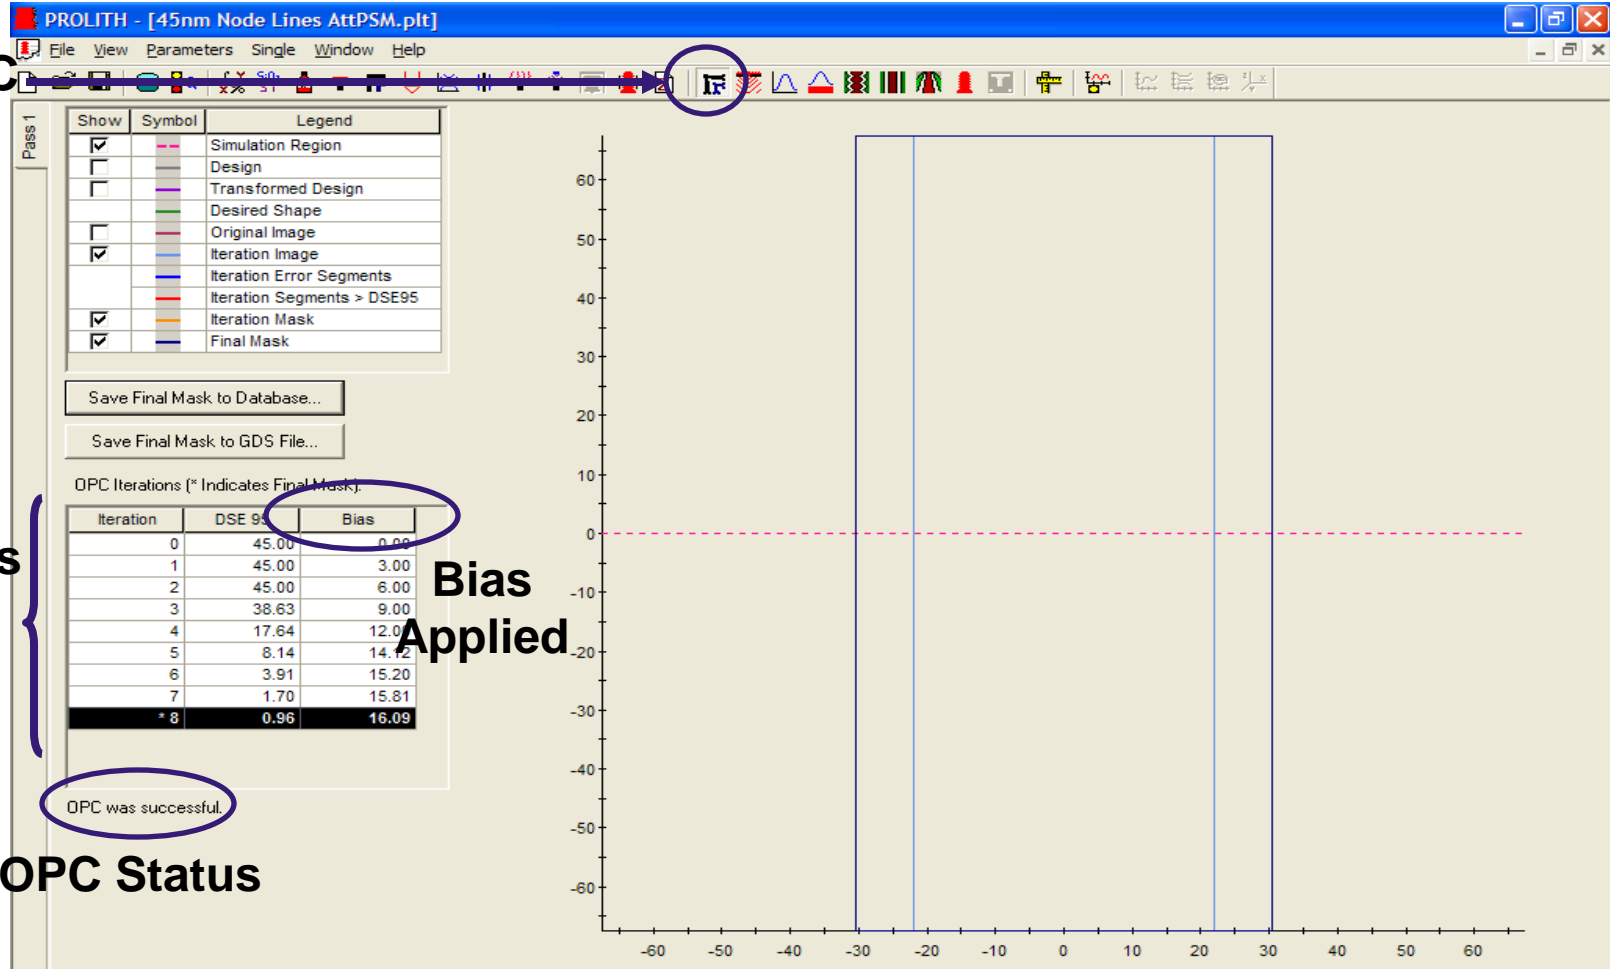 PROLITH - [45nm Node Lines AttPSM.plt]
File View Parameters Single Window Help
C
Pass 1
Show Symbol Legend
Simulation Region
Design
Transformed Design
Desired Shape
Original Image
Iteration Image
Iteration Error Segments
Iteration Segments > DSE95
Iteration Mask
Final Mask
Save Final Mask to Database...
Save Final Mask to GDS File...
OPC Iterations (* Indicates Final Mask).
Iteration DSE 95 Bias
0 45.00 0.00
1 45.00 3.00
2 45.00 6.00
3 38.63 9.00
4 17.64 12.00
5 8.14 14.12
6 3.91 15.20
7 1.70 15.81
* 8 0.96 16.09
s
Bias
Applied
OPC was successful.
OPC Status
60
50
40
30
20
10
0
-10
-20
-30
-40
-50
-60
-60 -50 -40 -30 -20 -10 0 10 20 30 40 50 60